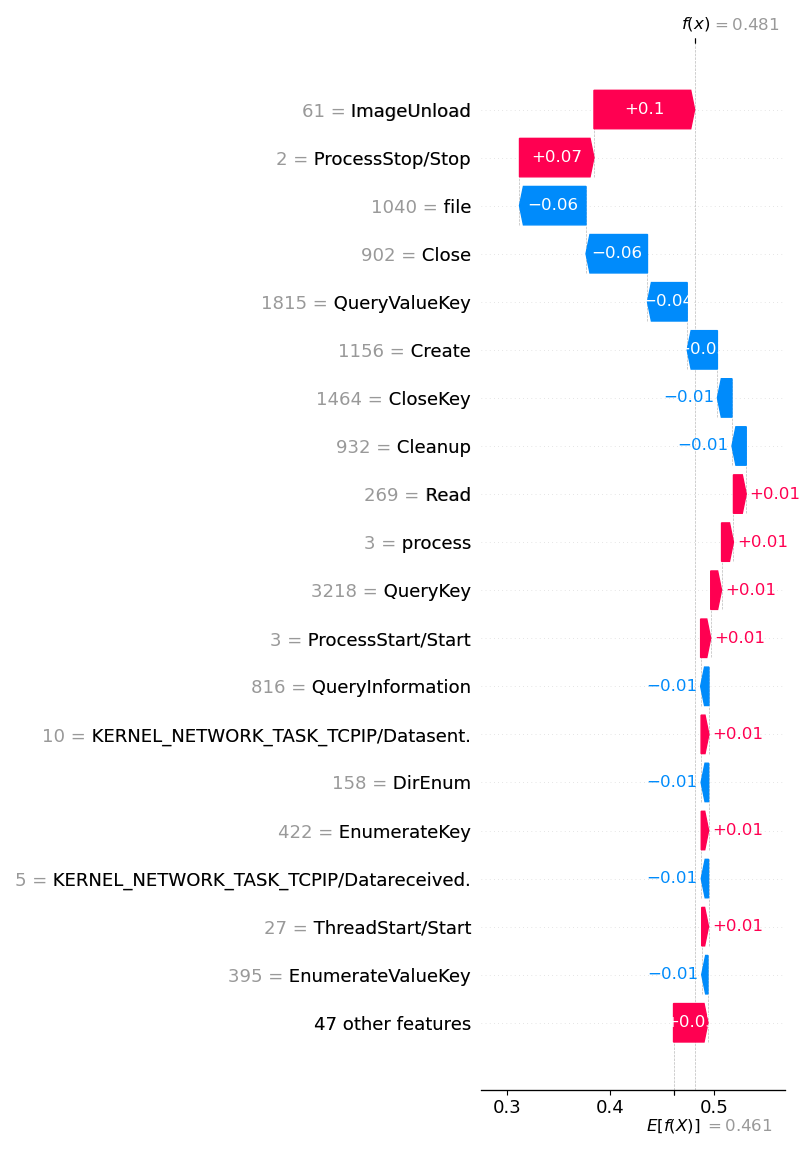 f(x) = 0.481
61 = ImageUnload +0.1
2 = ProcessStop/Stop +0.07
1040 = file −0.06
902 = Close −0.06
1815 = QueryValueKey −0.04
1156 = Create
1464 = CloseKey −0.01
932 = Cleanup −0.01
269 = Read +0.01
3 = process +0.01
3218 = QueryKey +0.01
3 = ProcessStart/Start +0.01
816 = QueryInformation −0.01
10 = KERNEL_NETWORK_TASK_TCPIP/Datasent. +0.01
158 = DirEnum −0.01
422 = EnumerateKey +0.01
5 = KERNEL_NETWORK_TASK_TCPIP/Datareceived. −0.01
27 = ThreadStart/Start +0.01
395 = EnumerateValueKey −0.01
47 other features
0.3 0.4 0.5
E[f(X)] = 0.461